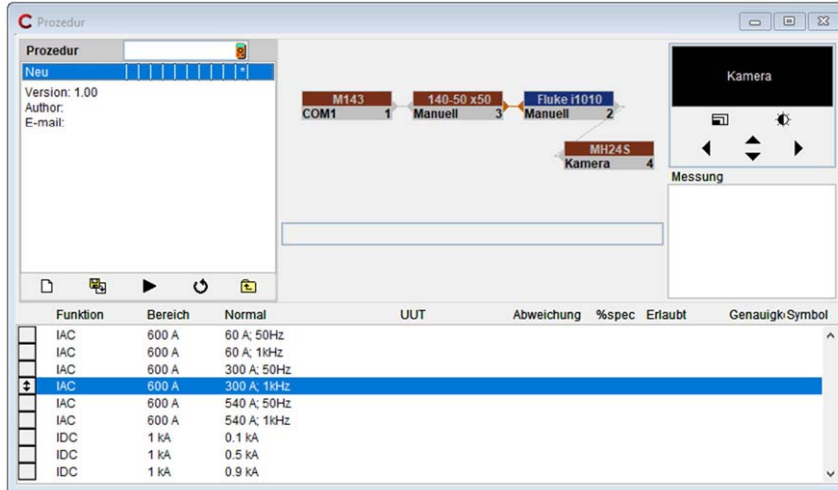 C Prozedur
Prozedur
Neu *
Version: 1.00
Author:
E-mail:
M143
COM1 1
140-50 x50
Manuell 3
Fluke i1010
Manuell 2
MH24S
Kamera 4
Kamera
Messung
Funktion Bereich Normal UUT Abweichung %spec Erlaubt Genauigk Symbol
IAC 600 A 60 A; 50Hz
IAC 600 A 60 A; 1kHz
IAC 600 A 300 A; 50Hz
IAC 600 A 300 A; 1kHz
IAC 600 A 540 A; 50Hz
IAC 600 A 540 A; 1kHz
IDC 1 kA 0.1 kA
IDC 1 kA 0.5 kA
IDC 1 kA 0.9 kA